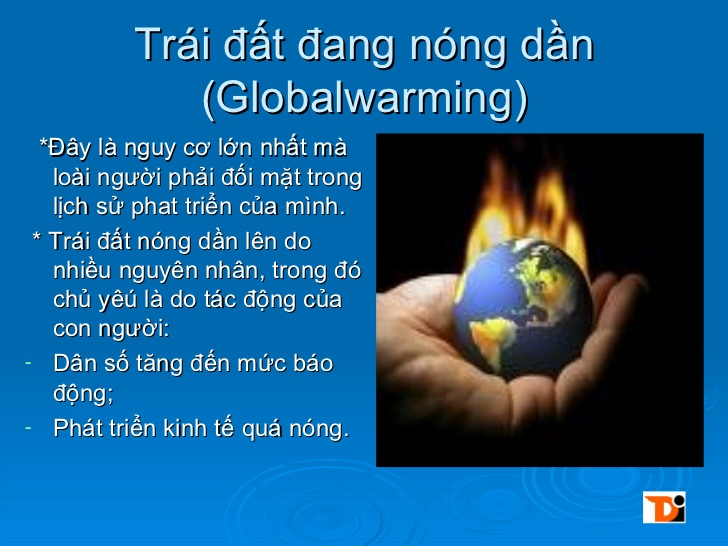 Trái đất đang nóng dần
(Globalwarming)
*Đây là nguy cơ lớn nhất mà
loài người phải đối mặt trong
lịch sử phat triển của mình.
* Trái đất nóng dần lên do
nhiều nguyên nhân, trong đó
chủ yêú là do tác động của
con người:
- Dân số tăng đến mức báo
động;
- Phát triển kinh tế quá nóng.